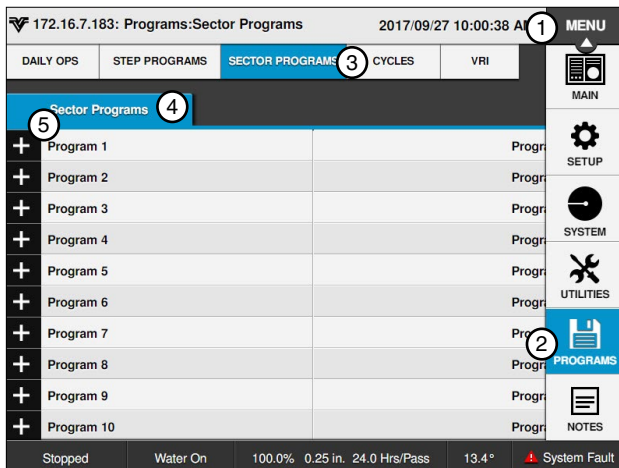 172.16.7.183: Programs:Sector Programs 2017/09/27 10:00:38 A 1 MENU
DAILY OPS STEP PROGRAMS SECTOR PROGRAMS 3 CYCLES VRI
MAIN
Sector Programs 4
5
Program 1 Progr
SETUP
Program 2 Progr
Program 3 Progr
SYSTEM
Program 4 Progr
Program 5 Progr
UTILITIES
Program 6 Progr
Program 7 Pro
2
PROGRAMS
Program 8 Progr
Program 9 Progr
Program 10 Progr
NOTES
Stopped Water On 100.0% 0.25 in. 24.0 Hrs/Pass 13.4° System Fault